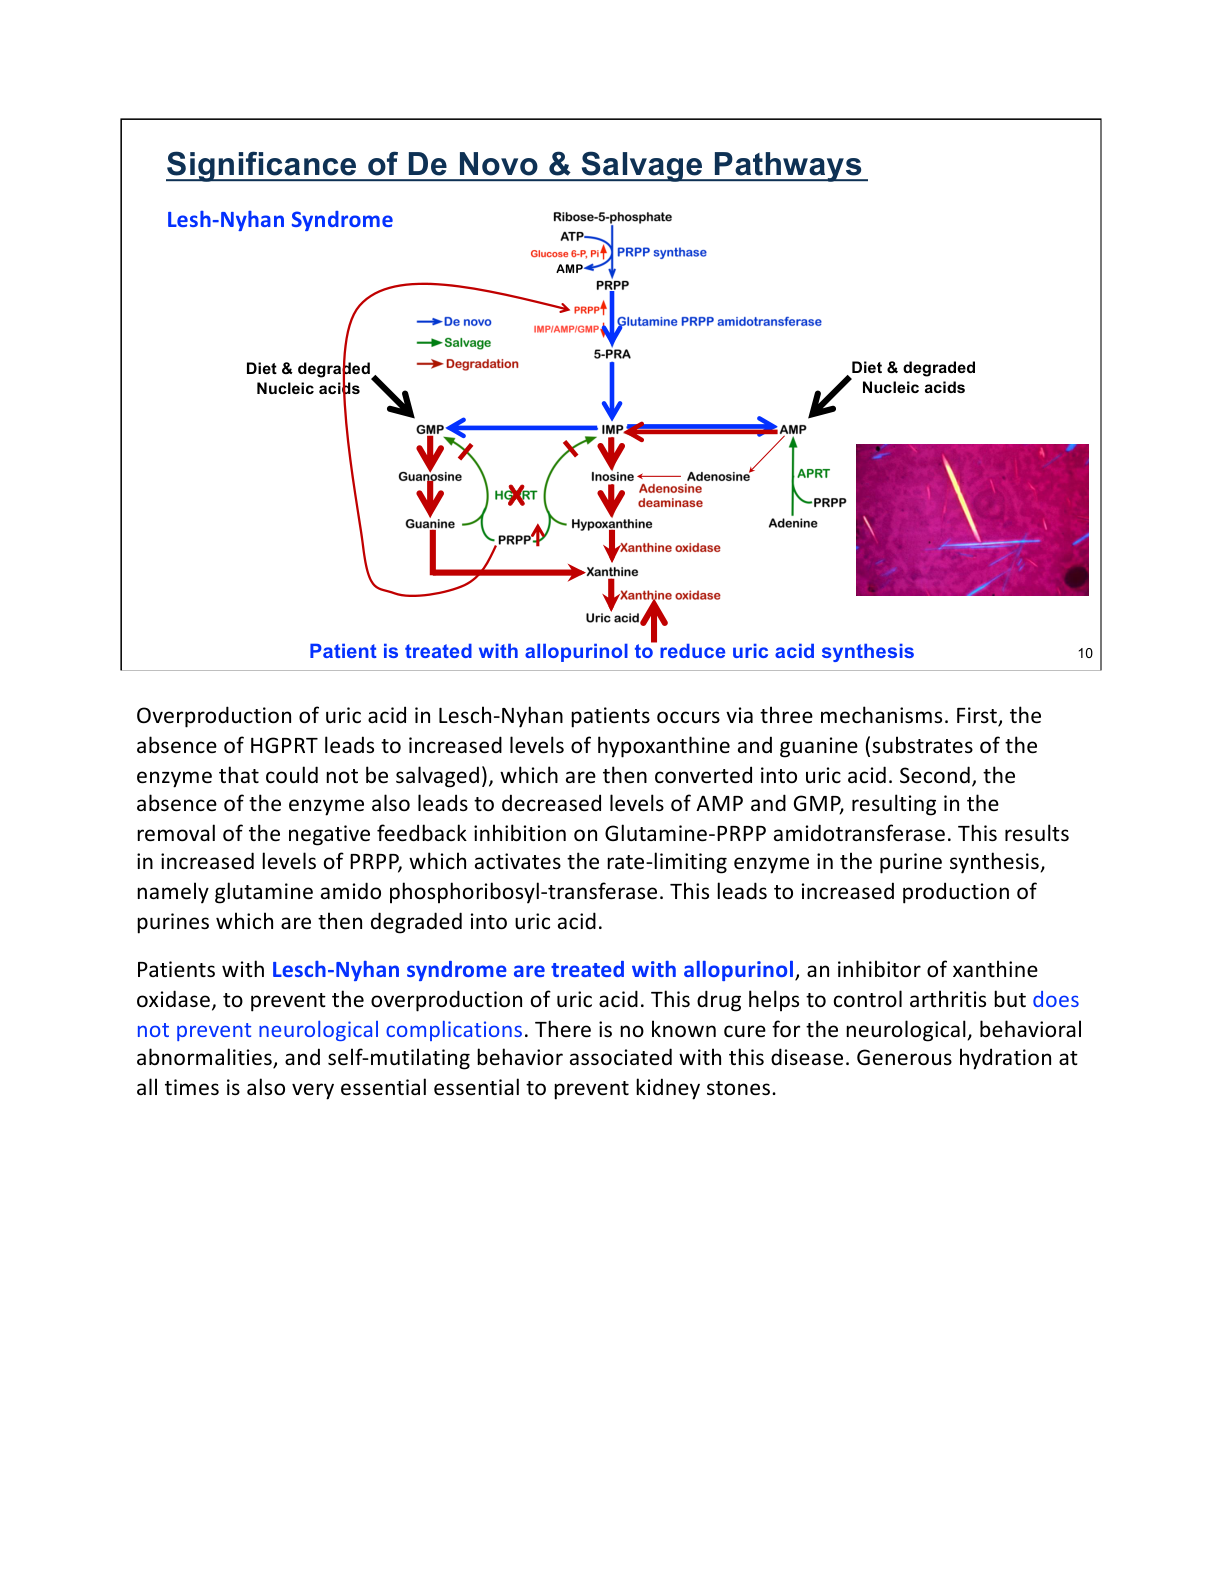 Significance of De Novo & Salvage Pathways
Lesh-Nyhan Syndrome
Ribose-5-phosphate
ATP
Glucose 6-P, Pi
PRPP synthase
AMP
PRPP
PRPP
De novo
IMP/AMP/GMP
Glutamine PRPP amidotransferase
Salvage
5-PRA
Degradation
Diet & degraded
Nucleic acids
Diet & degraded
Nucleic acids
GMP
IMP
AMP
Guanosine
Inosine
Adenosine
APRT
HGPRT
Adenosine
deaminase
PRPP
Guanine
Hypoxanthine
Adenine
PRPP
Xanthine oxidase
Xanthine
Xanthine oxidase
Uric acid
Patient is treated with allopurinol to reduce uric acid synthesis
10
Overproduction of uric acid in Lesch-Nyhan patients occurs via three mechanisms. First, the
absence of HGPRT leads to increased levels of hypoxanthine and guanine (substrates of the
enzyme that could not be salvaged), which are then converted into uric acid. Second, the
absence of the enzyme also leads to decreased levels of AMP and GMP, resulting in the
removal of the negative feedback inhibition on Glutamine-PRPP amidotransferase. This results
in increased levels of PRPP, which activates the rate-limiting enzyme in the purine synthesis,
namely glutamine amido phosphoribosyl-transferase. This leads to increased production of
purines which are then degraded into uric acid.
Patients with Lesch-Nyhan syndrome are treated with allopurinol, an inhibitor of xanthine
oxidase, to prevent the overproduction of uric acid. This drug helps to control arthritis but does
not prevent neurological complications. There is no known cure for the neurological, behavioral
abnormalities, and self-mutilating behavior associated with this disease. Generous hydration at
all times is also very essential essential to prevent kidney stones.